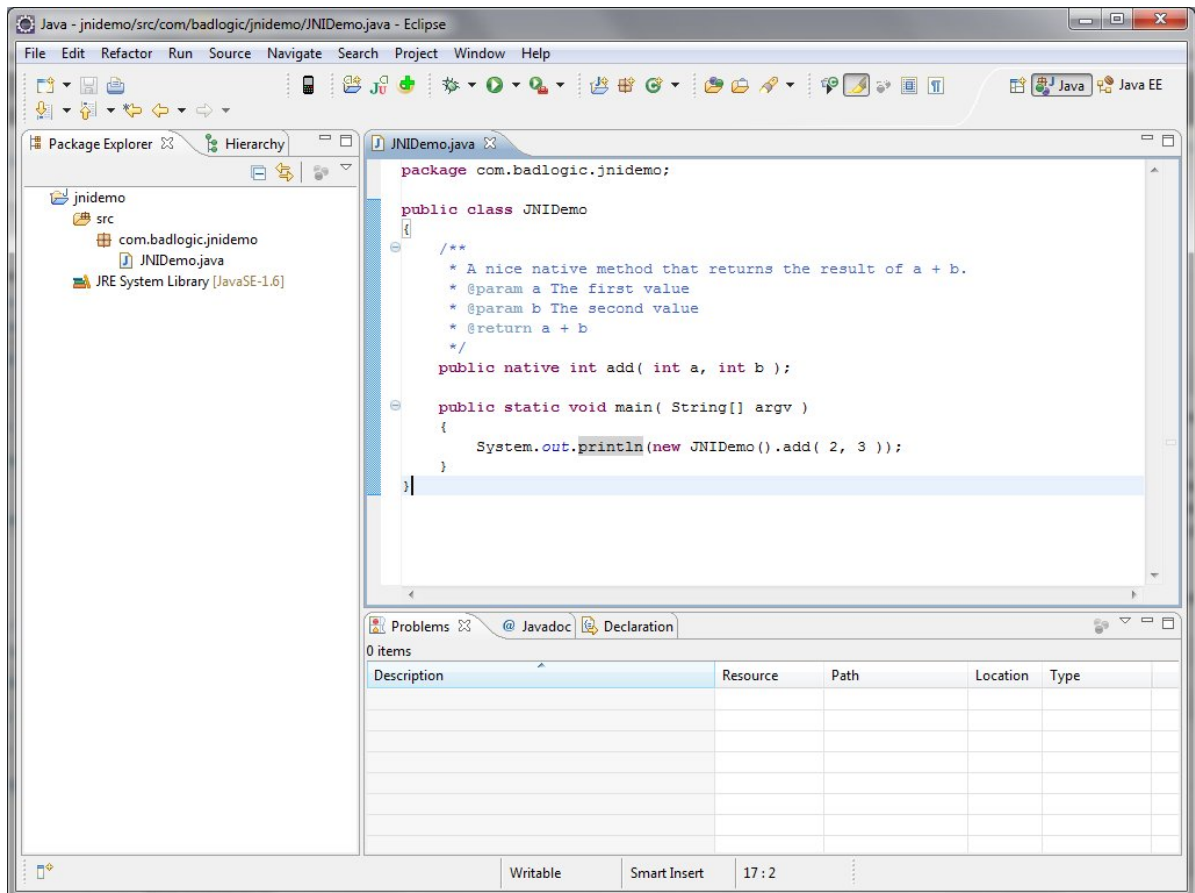 Java - jnidemo/src/com/badlogic/jnidemo/JNIDemo.java - Eclipse
File Edit Refactor Run Source Navigate Search Project Window Help
Java Java EE
Package Explorer Hierarchy
jnidemo
src
com.badlogic.jnidemo
JNIDemo.java
JRE System Library [JavaSE-1.6]
JNIDemo.java
package com.badlogic.jnidemo;
public class JNIDemo
{
/**
* A nice native method that returns the result of a + b.
* @param a The first value
* @param b The second value
* @return a + b
*/
public native int add( int a, int b );
public static void main( String[] argv )
{
System.out.println(new JNIDemo().add( 2, 3 ));
}
}
Problems @ Javadoc Declaration
0 items
Description Resource Path Location Type
Writable Smart Insert 17 : 2